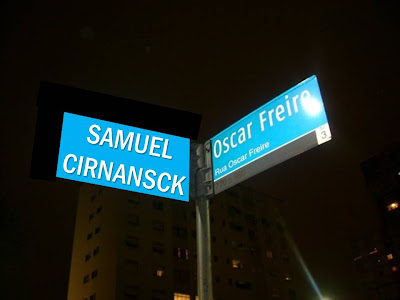 SAMUEL
CIRNANSCK
Oscar Freire
Rua Oscar Freire
3